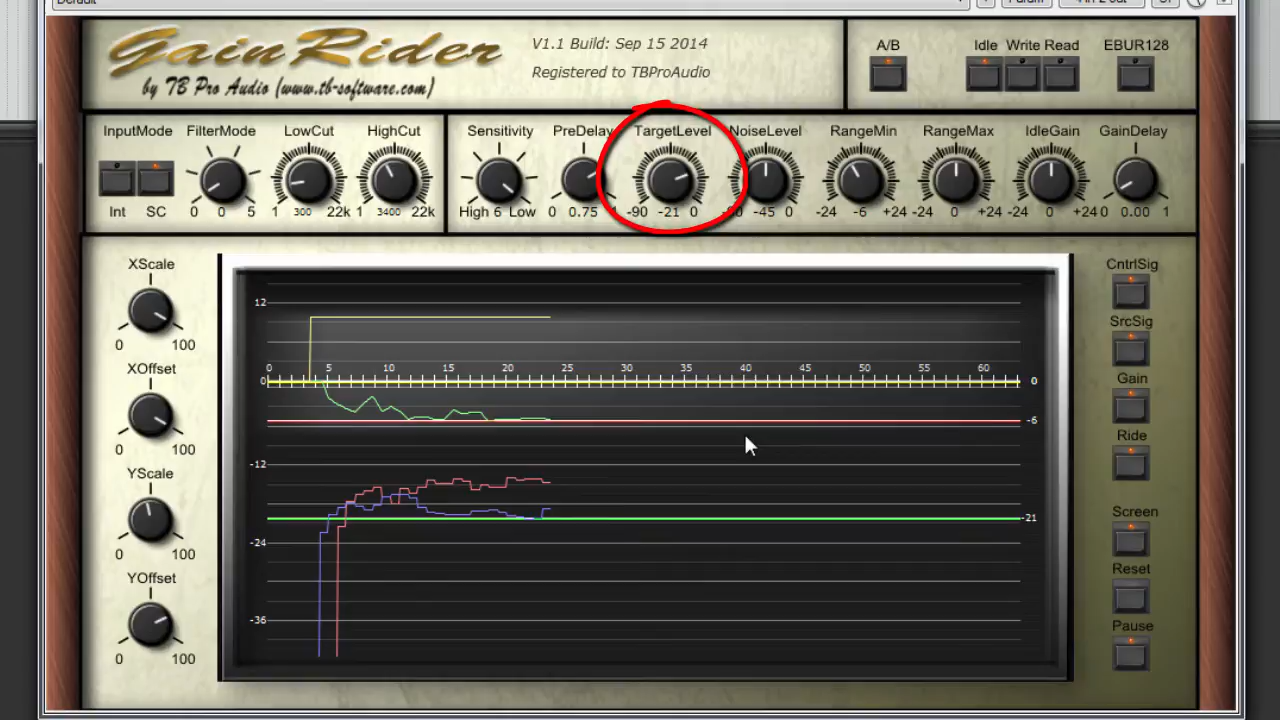 Default
Param
GainRider
by TB Pro Audio (www.tb-software.com)
V1.1 Build: Sep 15 2014
Registered to TBProAudio
A/B
Idle Write Read
EBUR128
InputMode FilterMode LowCut HighCut
Int SC 0 0 5 1 300 22k 1 3400 22k
Sensitivity PreDelay TargetLevel NoiseLevel RangeMin RangeMax IdleGain GainDelay
High 6 Low 0 0.75 1 -90 -21 0 -45 0 -24 -6 +24 -24 0 +24 -24 0 +24 0 0.00 1
XScale
0 100
XOffset
0 100
YScale
0 100
YOffset
0 100
12
0 5 10 15 20 25 30 35 40 45 50 55 60
0 0
-6
-12
-21
-24
-36
CntrlSig
SrcSig
Gain
Ride
Screen
Reset
Pause